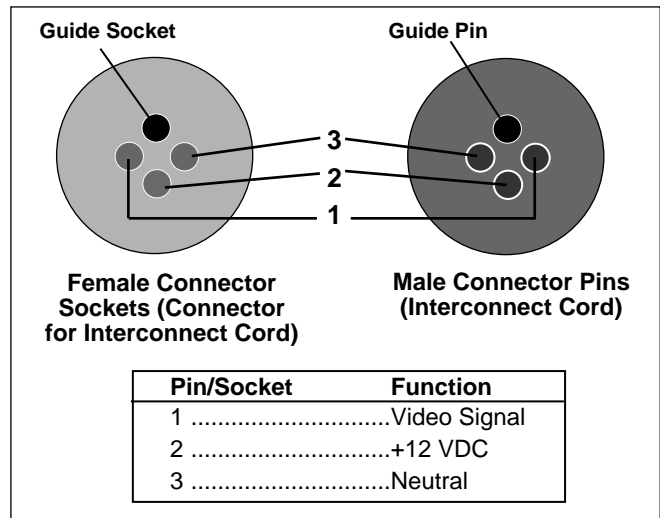 Guide Socket
Guide Pin
3
2
1
Female Connector
Sockets (Connector
for Interconnect Cord)
Male Connector Pins
(Interconnect Cord)
Pin/Socket Function
1 ..............................Video Signal
2 ..............................+12 VDC
3 ..............................Neutral